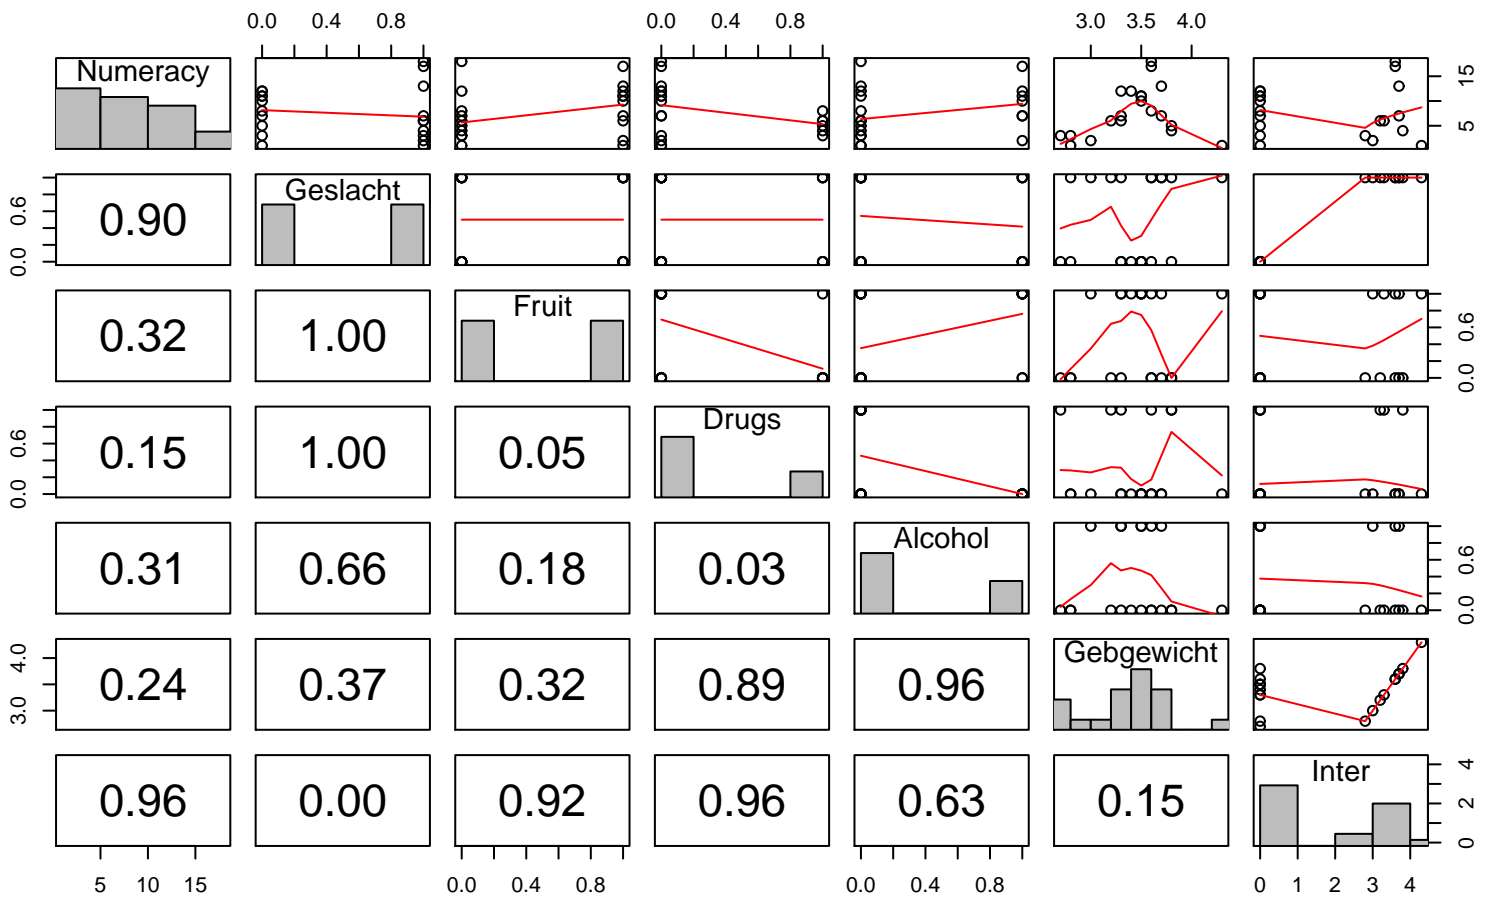 0.0 0.4 0.8 0.0 0.4 0.8 3.0 3.5 4.0
Numeracy 5 15
0.0 0.6 0.90 Geslacht
0.32 1.00 Fruit 0.0 0.6
0.0 0.6 0.15 1.00 0.05 Drugs
0.31 0.66 0.18 0.03 Alcohol 0.0 0.6
3.0 4.0 0.24 0.37 0.32 0.89 0.96 Gebgewicht
0.96 0.00 0.92 0.96 0.63 0.15 Inter 0 2 4
5 10 15 0.0 0.4 0.8 0.0 0.4 0.8 0 1 2 3 4